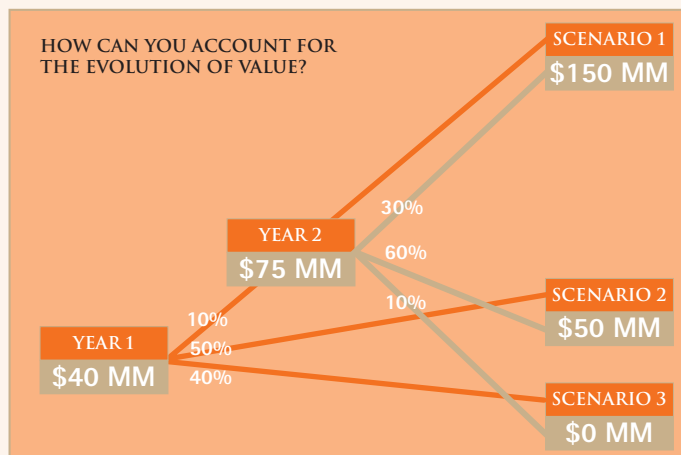 HOW CAN YOU ACCOUNT FOR
THE EVOLUTION OF VALUE?
SCENARIO 1
$150 MM
30%
YEAR 2
$75 MM
60%
10%
SCENARIO 2
$50 MM
10%
YEAR 1
$40 MM
50%
40%
SCENARIO 3
$0 MM